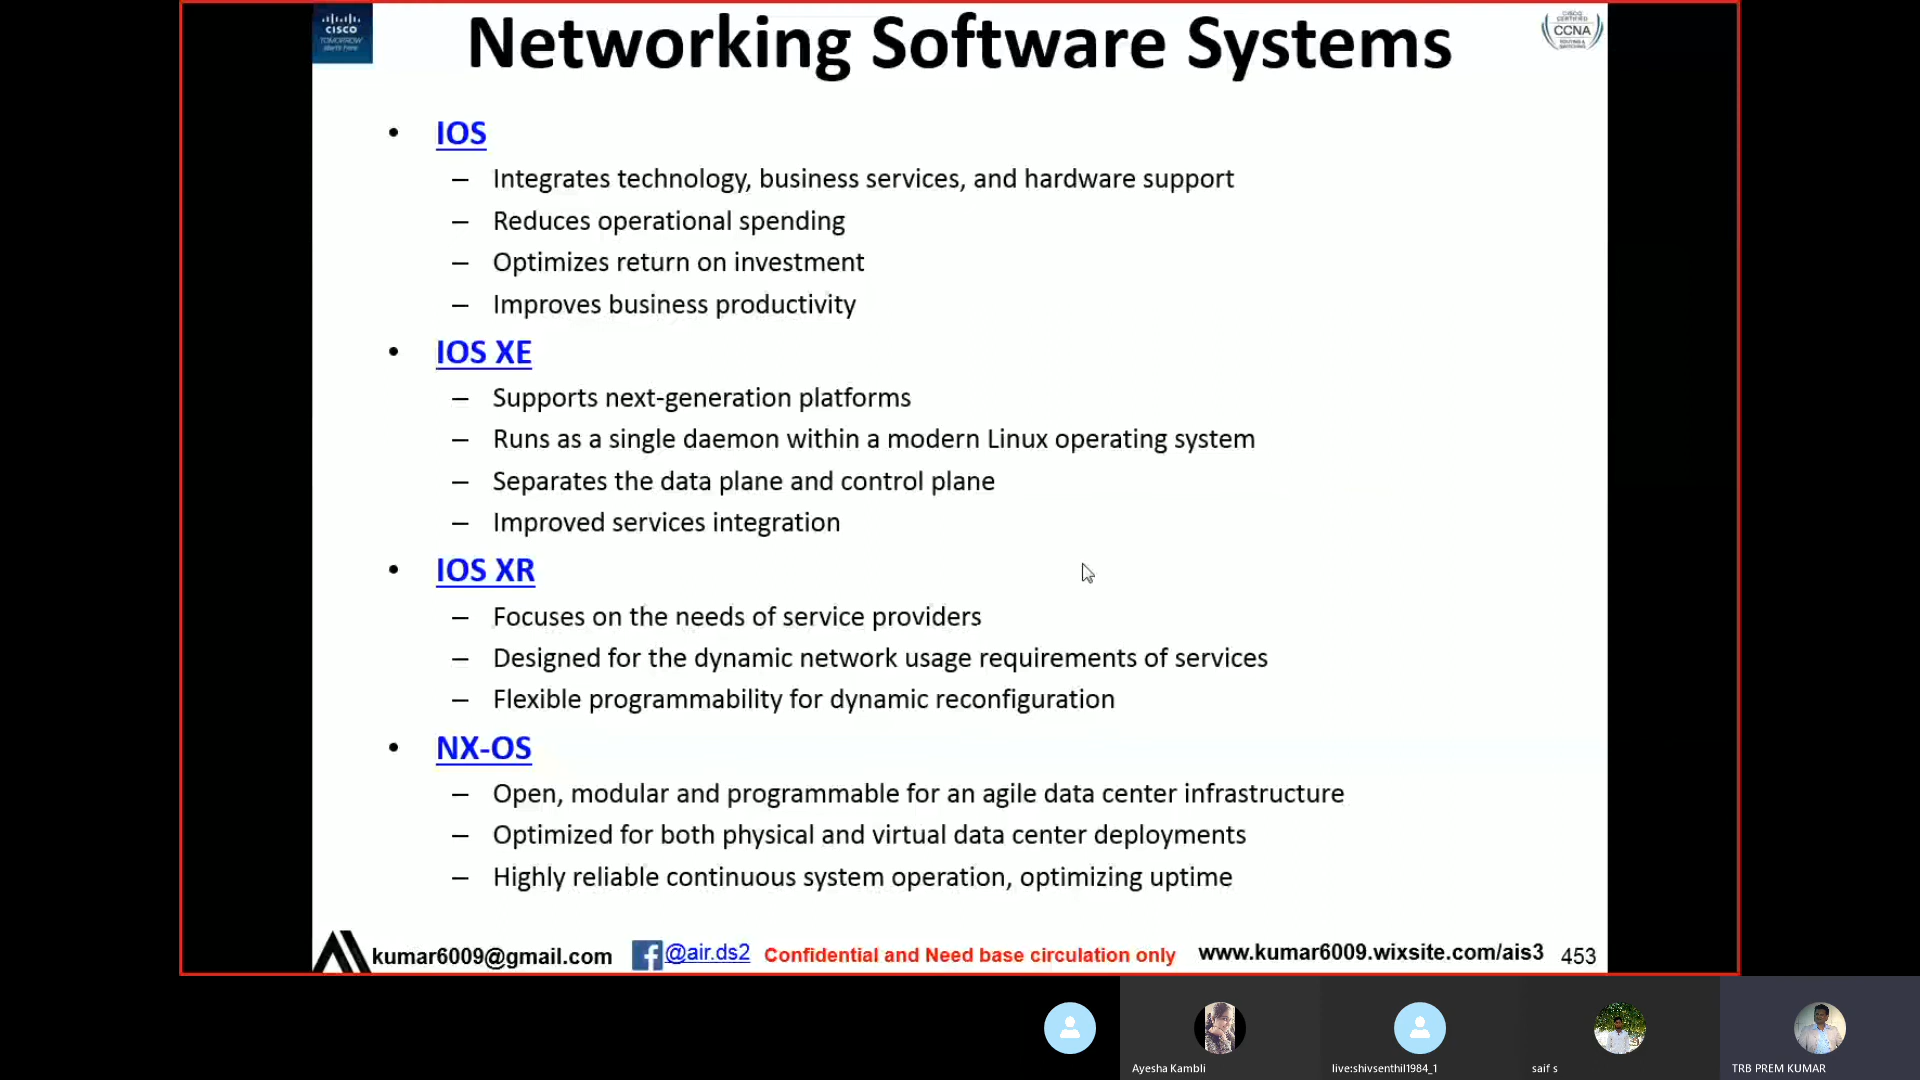 CISCO
TOMORROW
starts here
Networking Software Systems
CISCO
CERTIFIED
CCNA
ROUTING &
SWITCHING
• IOS
– Integrates technology, business services, and hardware support
– Reduces operational spending
– Optimizes return on investment
– Improves business productivity
• IOS XE
– Supports next-generation platforms
– Runs as a single daemon within a modern Linux operating system
– Separates the data plane and control plane
– Improved services integration
• IOS XR
– Focuses on the needs of service providers
– Designed for the dynamic network usage requirements of services
– Flexible programmability for dynamic reconfiguration
• NX-OS
– Open, modular and programmable for an agile data center infrastructure
– Optimized for both physical and virtual data center deployments
– Highly reliable continuous system operation, optimizing uptime
kumar6009@gmail.com @air.ds2 Confidential and Need base circulation only www.kumar6009.wixsite.com/ais3 453
Ayesha Kambli live:shivsenthil1984_1 saif s TRB PREM KUMAR